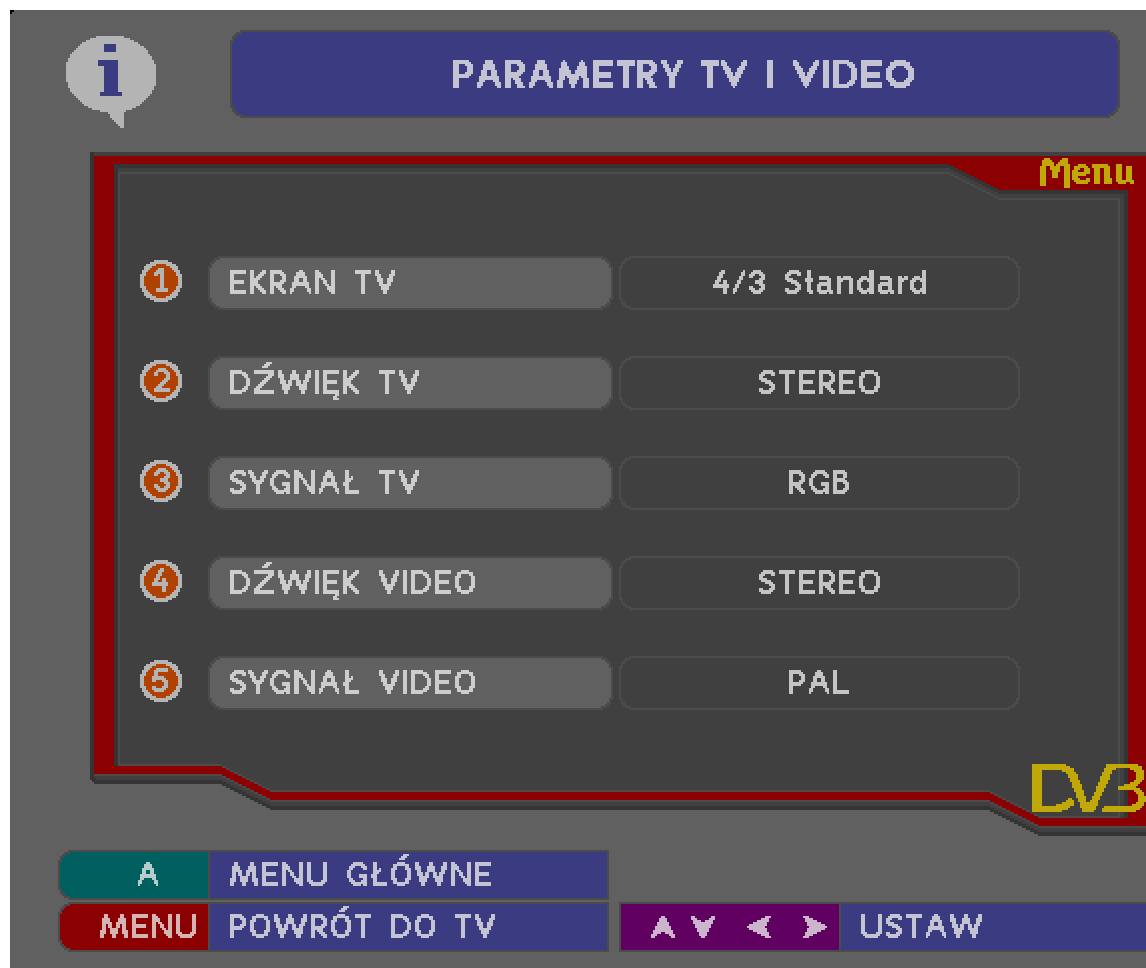 i
PARAMETRY TV I VIDEO
Menu
1 EKRAN TV 4/3 Standard
2 DŹWIĘK TV STEREO
3 SYGNAŁ TV RGB
4 DŹWIĘK VIDEO STEREO
5 SYGNAŁ VIDEO PAL
DVB
A MENU GŁÓWNE
MENU POWRÓT DO TV USTAW